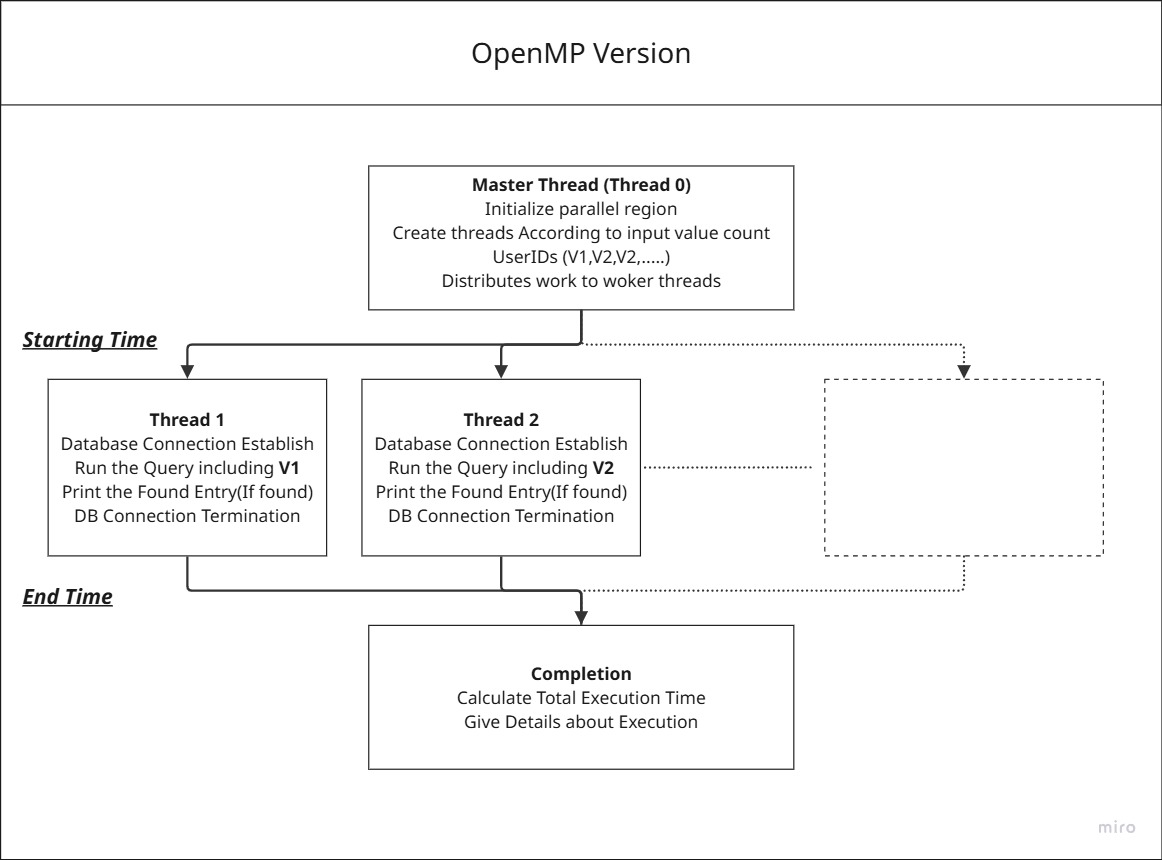 OpenMP Version
Master Thread (Thread 0)
Initialize parallel region
Create threads According to input value count
UserIDs (V1,V2,V2,.....)
Distributes work to woker threads
Starting Time
Thread 1
Database Connection Establish
Run the Query including V1
Print the Found Entry(If found)
DB Connection Termination
Thread 2
Database Connection Establish
Run the Query including V2
Print the Found Entry(If found)
DB Connection Termination
End Time
Completion
Calculate Total Execution Time
Give Details about Execution
miro